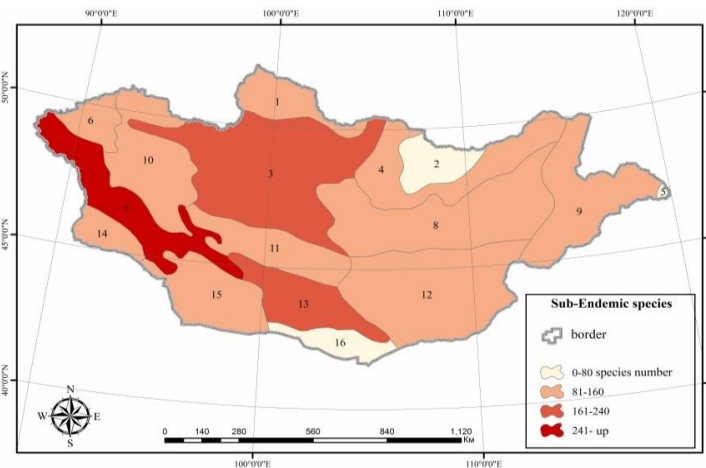 90°0'0"E 100°0'0"E 110°0'0"E 120°0'0"E
50°0'0"N
45°0'0"N
40°0'0"N
1
6
2
10
4
3
5
7
9
14
8
11
15
13
12
16
Sub-Endemic species
border
0-80 species number
81-160
161-240
241- up
N
W E
S
0 140 280 560 840 1,120
Км
100°0'0"E 110°0'0"E